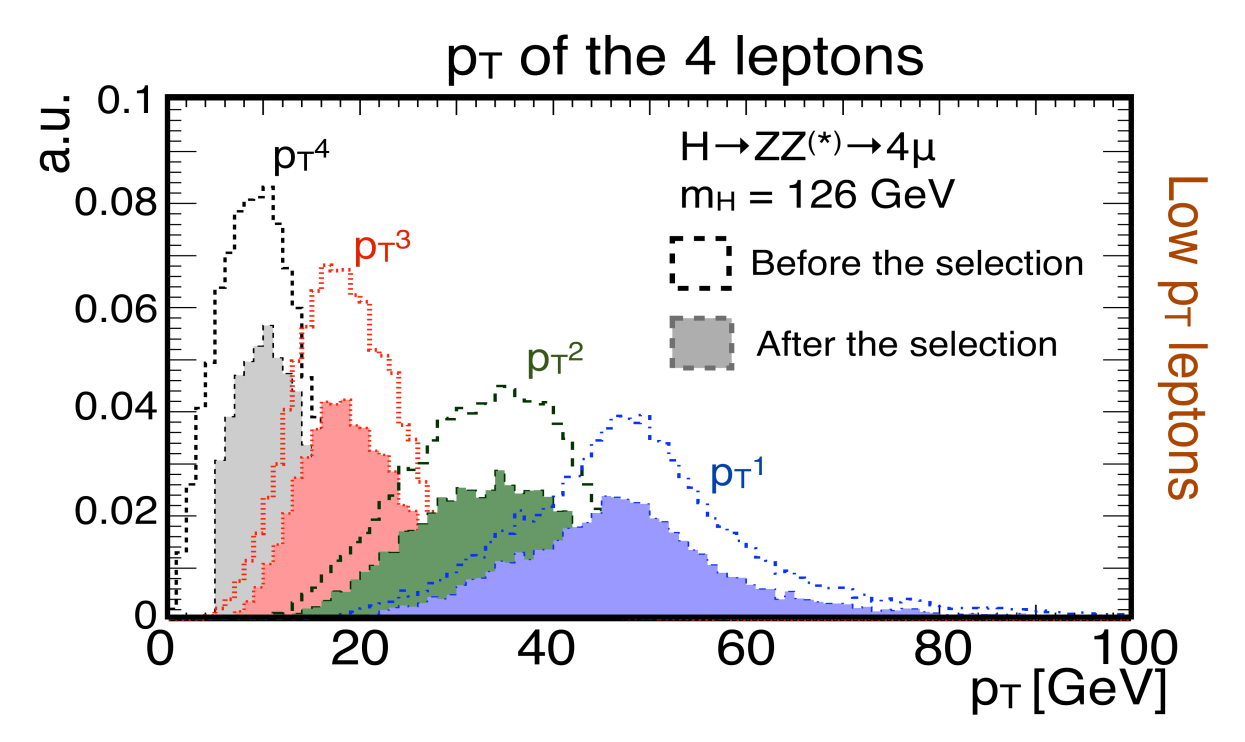 pT of the 4 leptons
a.u.
0.1
0.08
0.06
0.04
0.02
0
pT4
pT3
pT2
pT1
H→ZZ(*)→4μ
mH = 126 GeV
Before the selection
After the selection
Low pT leptons
0 20 40 60 80 100
pT [GeV]